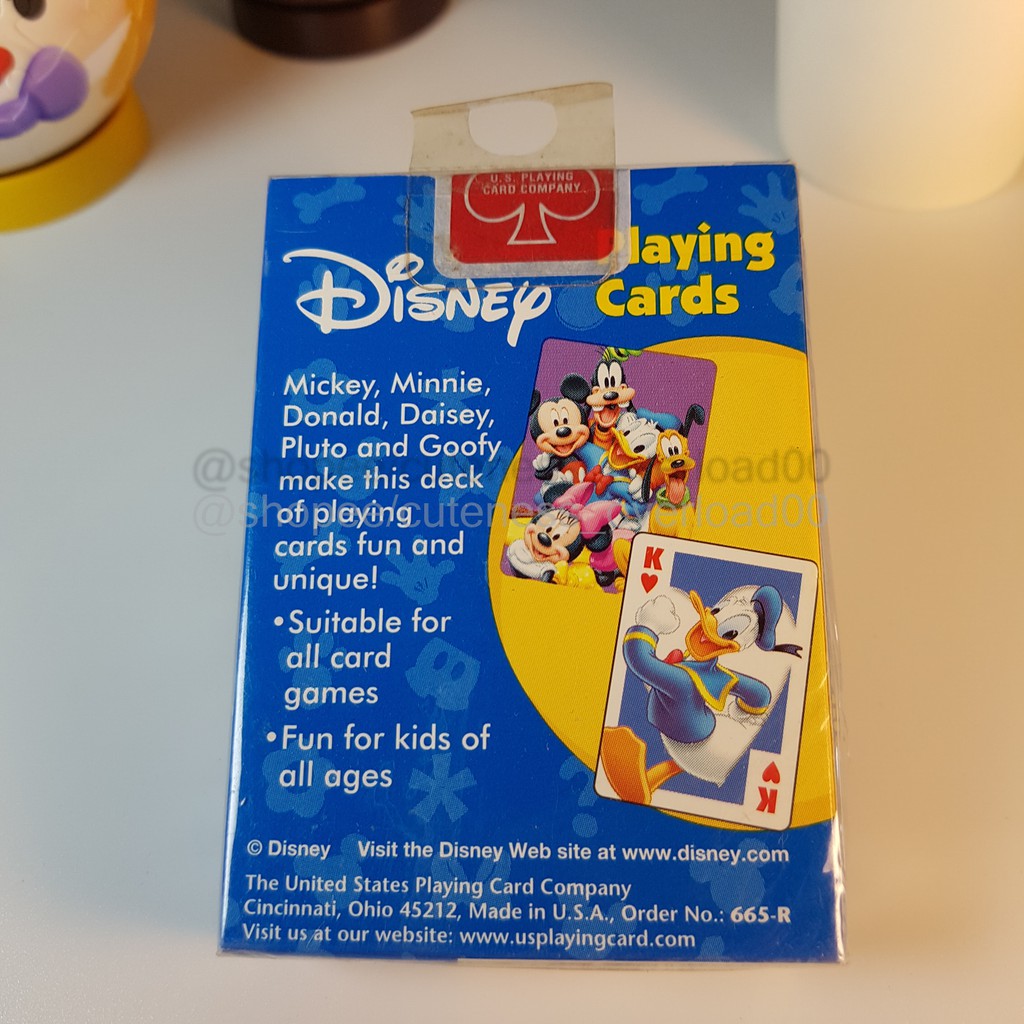 U.S. PLAYING
CARD COMPANY
Disney
laying
Cards
Mickey, Minnie,
Donald, Daisey,
Pluto and Goofy
make this deck
of playing
cards fun and
unique!
•Suitable for
all card
games
•Fun for kids of
all ages
K
K
© Disney Visit the Disney Web site at www.disney.com
The United States Playing Card Company
Cincinnati, Ohio 45212, Made in U.S.A., Order No.: 665-R
Visit us at our website: www.usplayingcard.com